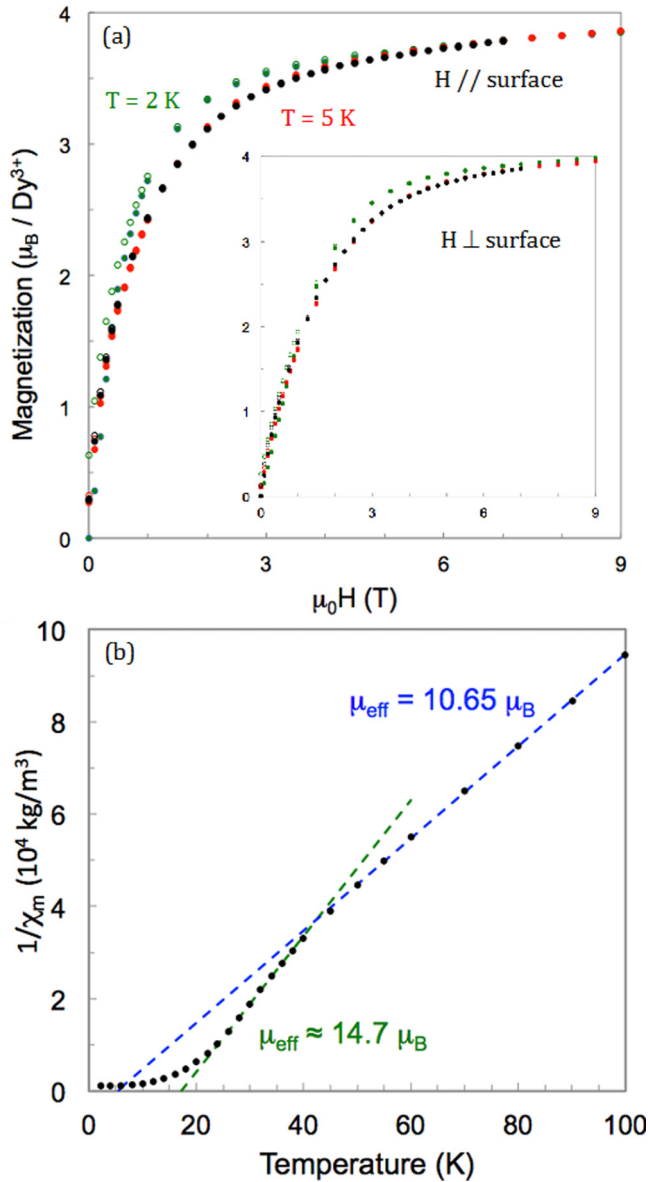 (a)
4
3
2
1
0
Magnetization (μB / Dy3+)
T = 2 K
T = 5 K
H // surface
4
3
2
1
0
H ⊥ surface
0 3 6 9
0 3 6 9
μ0H (T)
(b)
10
8
6
4
2
0
1/χm (10⁴ kg/m³)
μeff = 10.65 μB
μeff ≈ 14.7 μB
0 20 40 60 80 100
Temperature (K)